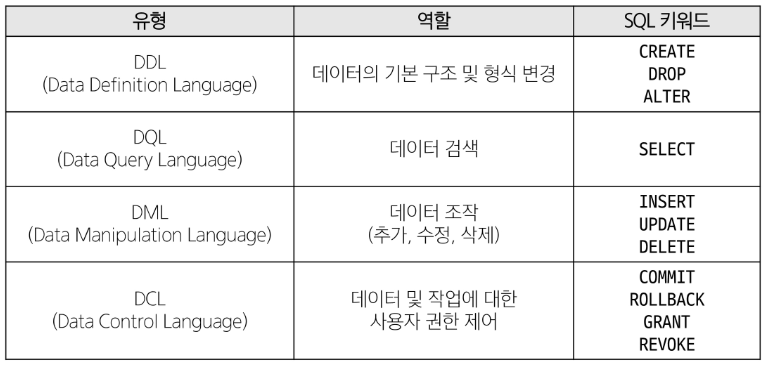 유형 역할 SQL 키워드
DDL
(Data Definition Language)
데이터의 기본 구조 및 형식 변경
CREATE
DROP
ALTER
DQL
(Data Query Language)
데이터 검색
SELECT
DML
(Data Manipulation Language)
데이터 조작
(추가, 수정, 삭제)
INSERT
UPDATE
DELETE
DCL
(Data Control Language)
데이터 및 작업에 대한
사용자 권한 제어
COMMIT
ROLLBACK
GRANT
REVOKE